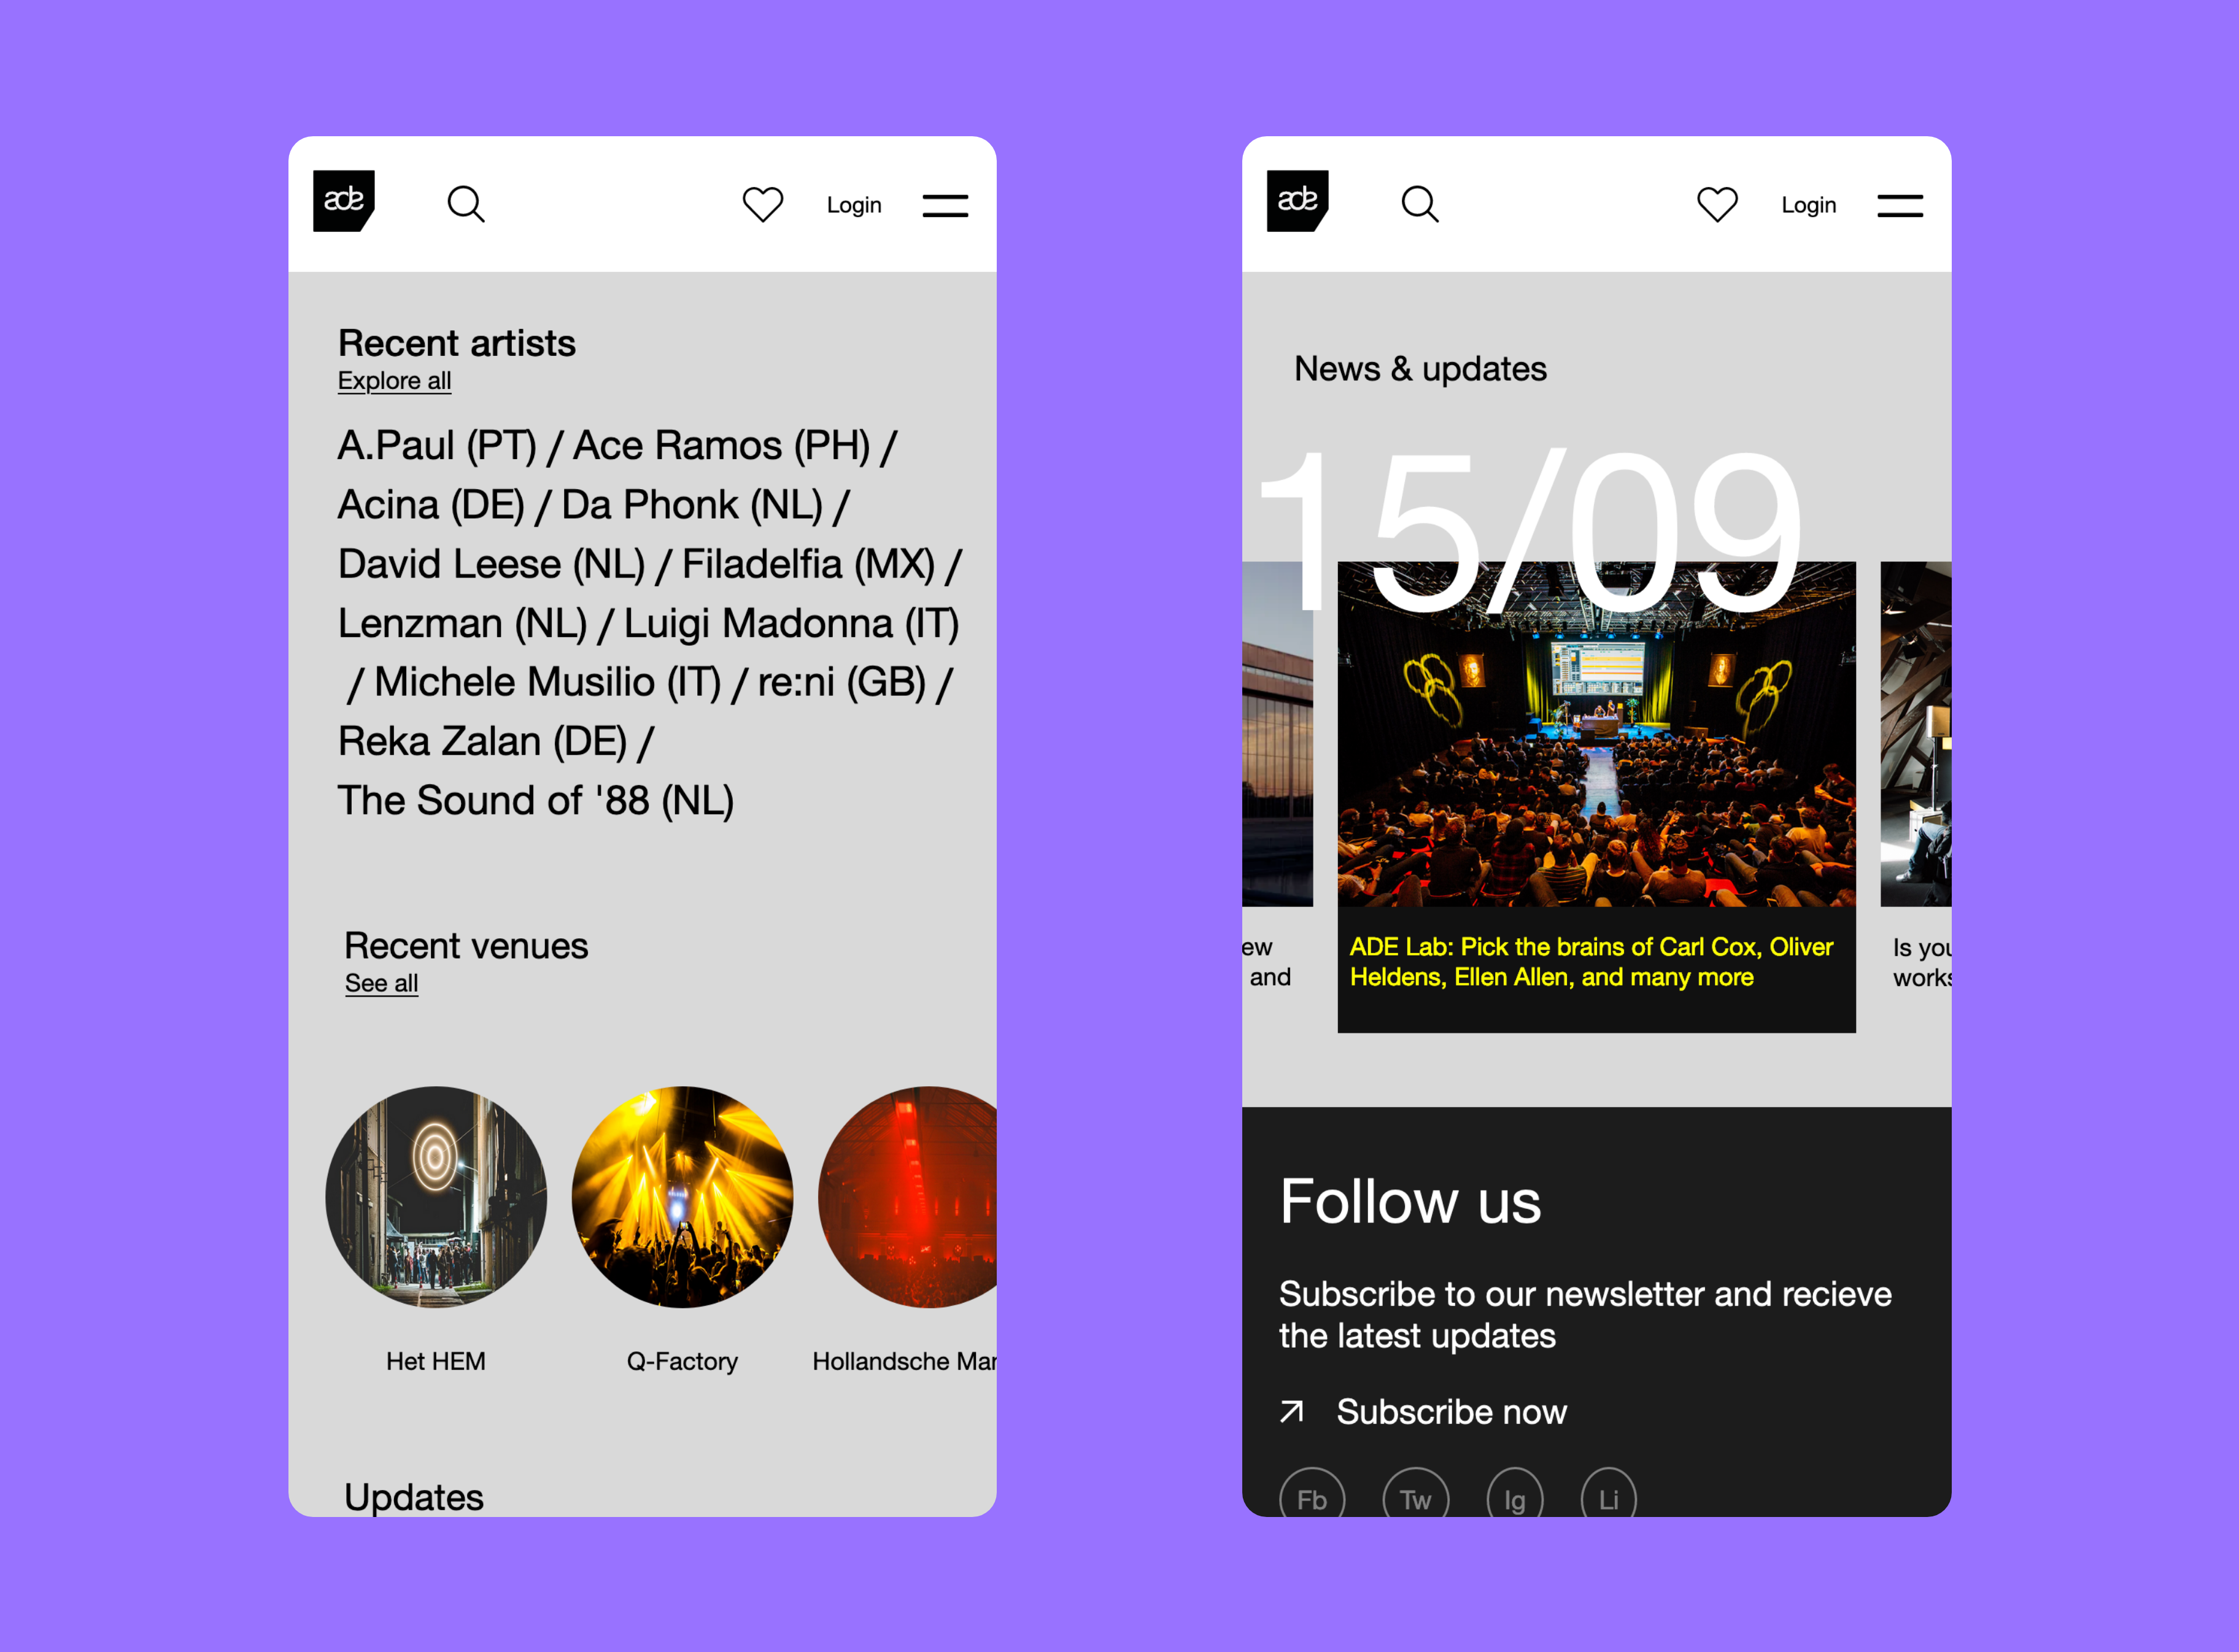 ade
Login
Recent artists
Explore all
A.Paul (PT) / Ace Ramos (PH) /
Acina (DE) / Da Phonk (NL) /
David Leese (NL) / Filadelfia (MX) /
Lenzman (NL) / Luigi Madonna (IT)
/ Michele Musilio (IT) / re:ni (GB) /
Reka Zalan (DE) /
The Sound of '88 (NL)
Recent venues
See all
Het HEM
Q-Factory
Hollandsche Mar
Updates
ade
Login
News & updates
15/09
ew
and
ADE Lab: Pick the brains of Carl Cox, Oliver
Heldens, Ellen Allen, and many more
Is you
works
Follow us
Subscribe to our newsletter and recieve
the latest updates
Subscribe now
Fb
Tw
Ig
Li